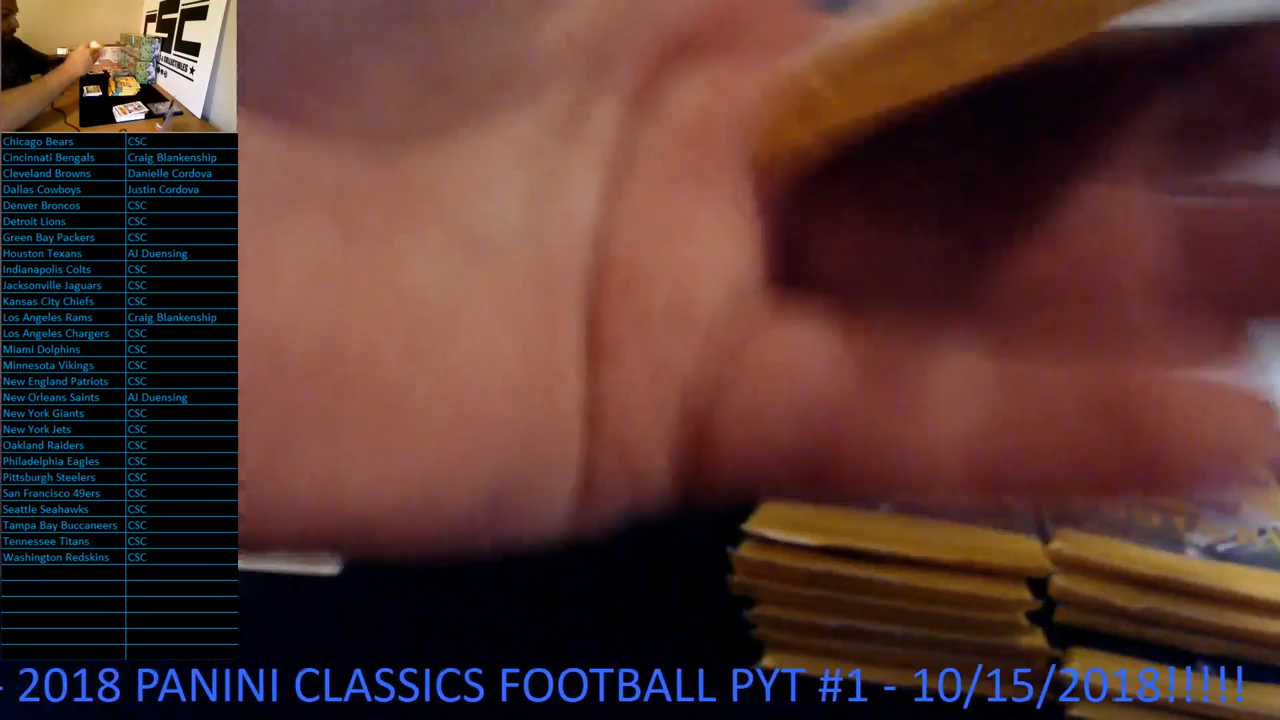 CSC
& COLLECTIBLES
Chicago Bears CSC
Cincinnati Bengals Craig Blankenship
Cleveland Browns Danielle Cordova
Dallas Cowboys Justin Cordova
Denver Broncos CSC
Detroit Lions CSC
Green Bay Packers CSC
Houston Texans AJ Duensing
Indianapolis Colts CSC
Jacksonville Jaguars CSC
Kansas City Chiefs CSC
Los Angeles Rams Craig Blankenship
Los Angeles Chargers CSC
Miami Dolphins CSC
Minnesota Vikings CSC
New England Patriots CSC
New Orleans Saints AJ Duensing
New York Giants CSC
New York Jets CSC
Oakland Raiders CSC
Philadelphia Eagles CSC
Pittsburgh Steelers CSC
San Francisco 49ers CSC
Seattle Seahawks CSC
Tampa Bay Buccaneers CSC
Tennessee Titans CSC
Washington Redskins CSC
- 2018 PANINI CLASSICS FOOTBALL PYT #1 - 10/15/2018!!!!!